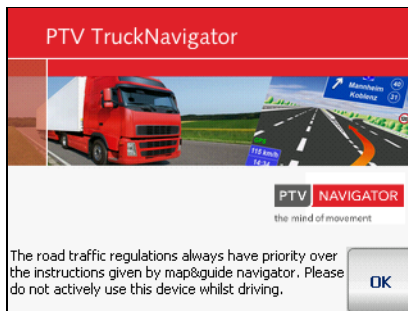 PTV TruckNavigator
Mannheim 40
Koblenz 31
GPS
115 km/h
14:34
PTV NAVIGATOR
the mind of movement
The road traffic regulations always have priority over
the instructions given by map&guide navigator. Please
do not actively use this device whilst driving.
OK